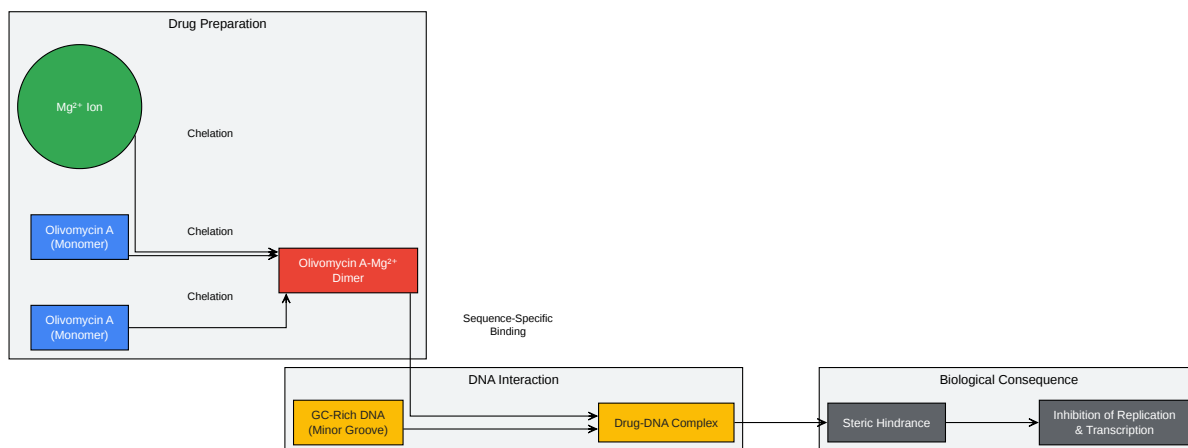 Drug Preparation
Mg²⁺ Ion
Chelation
Olivomycin A
(Monomer)
Chelation
Olivomycin A-Mg²⁺
Dimer
Chelation
Olivomycin A
(Monomer)
Sequence-Specific
Binding
DNA Interaction
GC-Rich DNA
(Minor Groove)
Drug-DNA Complex
Biological Consequence
Steric Hindrance
Inhibition of Replication
& Transcription